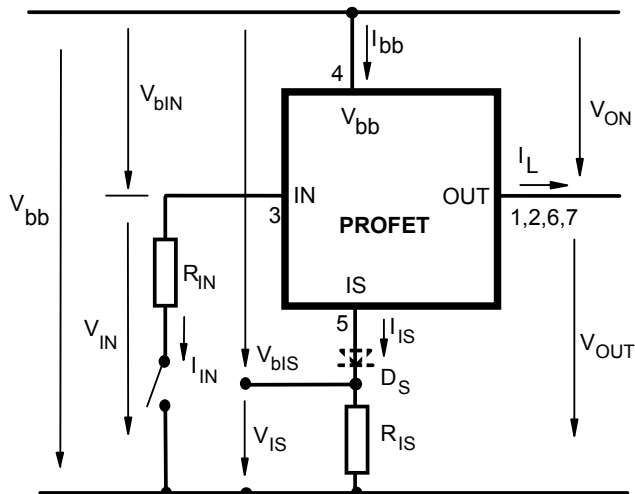 I_bb
4
V_bIN
V_bb
V_ON
I_L
IN
OUT
3
PROFET
1,2,6,7
V_bb
R_IN
IS
5
I_IS
V_IN
V_OUT
I_IN
V_bIS
D_S
V_IS
R_IS